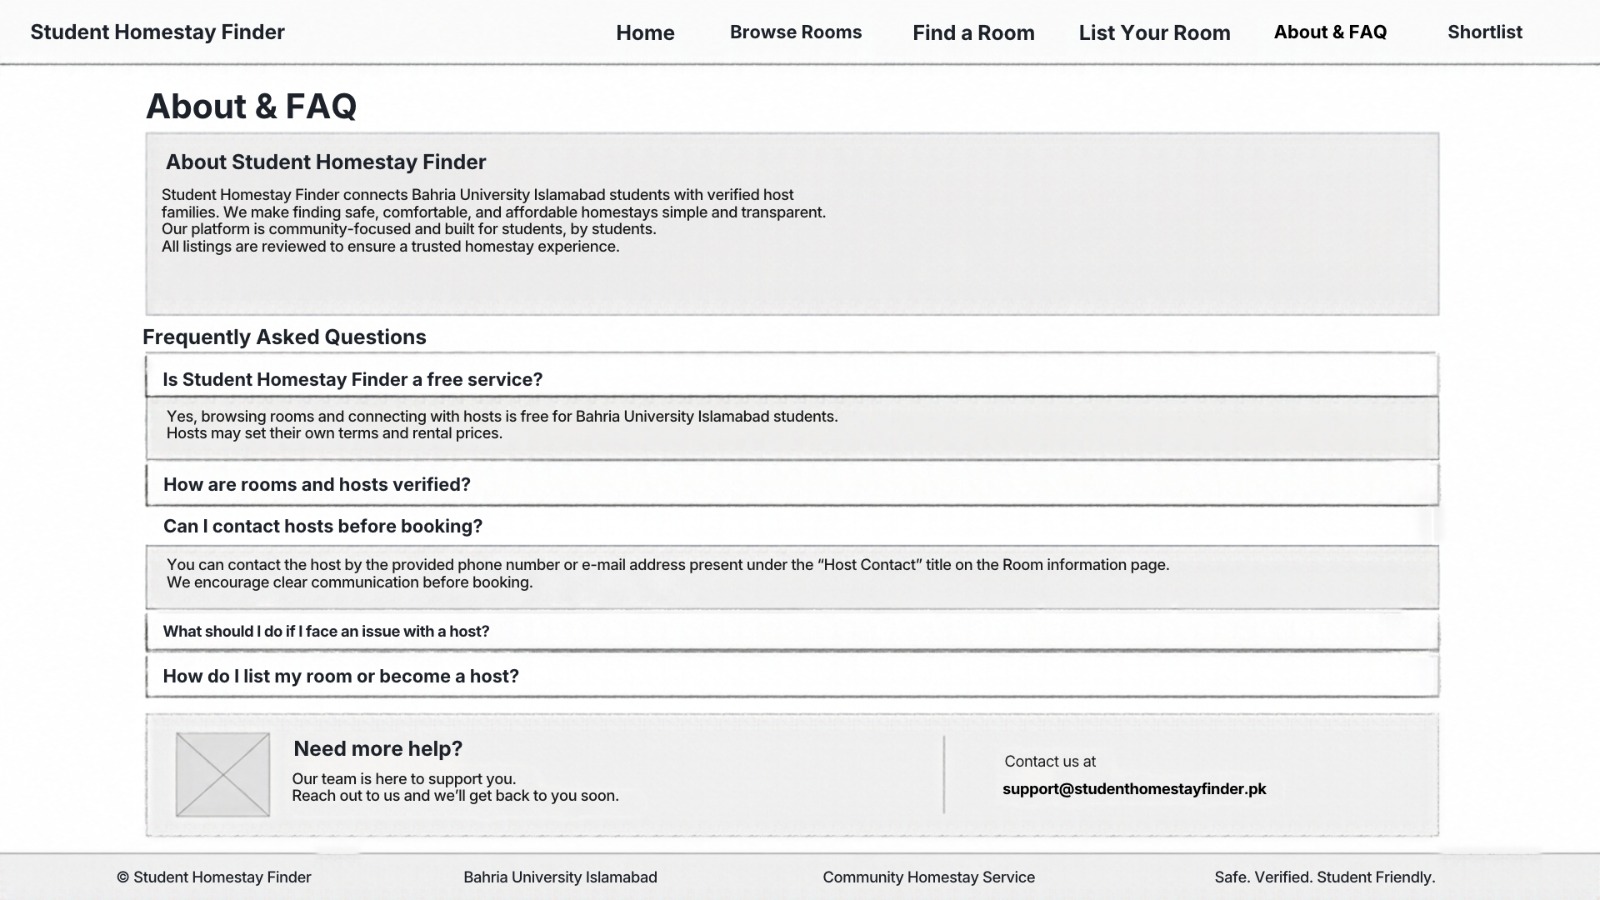 Student Homestay Finder
Home
Browse Rooms
Find a Room
List Your Room
About & FAQ
Shortlist
About & FAQ
About Student Homestay Finder
Student Homestay Finder connects Bahria University Islamabad students with verified host
families. We make finding safe, comfortable, and affordable homestays simple and transparent.
Our platform is community-focused and built for students, by students.
All listings are reviewed to ensure a trusted homestay experience.
Frequently Asked Questions
Is Student Homestay Finder a free service?
Yes, browsing rooms and connecting with hosts is free for Bahria University Islamabad students.
Hosts may set their own terms and rental prices.
How are rooms and hosts verified?
Can I contact hosts before booking?
You can contact the host by the provided phone number or e-mail address present under the “Host Contact” title on the Room information page.
We encourage clear communication before booking.
What should I do if I face an issue with a host?
How do I list my room or become a host?
Need more help?
Our team is here to support you.
Reach out to us and we’ll get back to you soon.
Contact us at
support@studenthomestayfinder.pk
© Student Homestay Finder
Bahria University Islamabad
Community Homestay Service
Safe. Verified. Student Friendly.